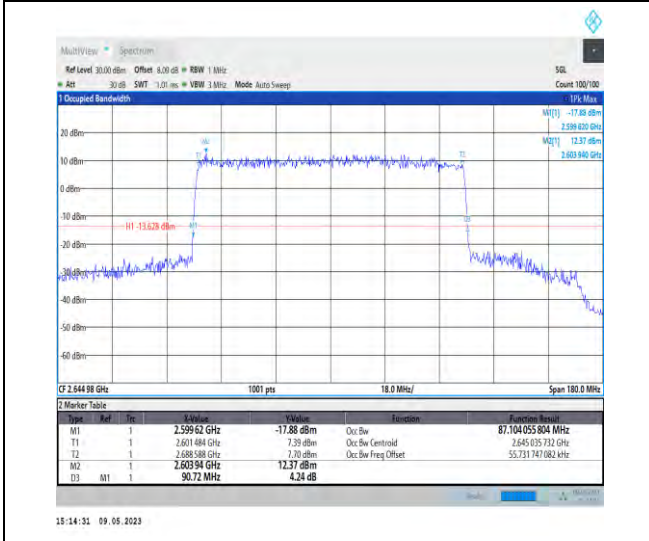 MultiView Spectrum
Ref Level 30.00 dBm Offset 6.00 dB RBW 1 MHz SGL
Att 30 dB SWT 1.01 ms VBW 3 MHz Mode Auto Sweep Count 100/100
1 Occupied Bandwidth 1Pk Max
M1[1] -17.88 dBm
2.599 620 GHz
M2[1] 12.37 dBm
2.603 940 GHz
20 dBm
M2
T1 T2
10 dBm
0 dBm
-10 dBm
H1 -13.628 dBm M1 D3
-20 dBm
-30 dBm
-40 dBm
-50 dBm
-60 dBm
CF 2.644 98 GHz 1001 pts 18.0 MHz/ Span 180.0 MHz
2 Marker Table
Type Ref Trc X-Value Y-Value Function Function Result
M1 1 2.599 62 GHz -17.88 dBm Occ Bw 87.104 055 804 MHz
T1 1 2.601 484 GHz 7.39 dBm Occ Bw Centroid 2.645 035 732 GHz
T2 1 2.688 588 GHz 7.70 dBm Occ Bw Freq Offset 55.731 747 082 kHz
M2 1 2.603 94 GHz 12.37 dBm
D3 M1 1 90.72 MHz 4.24 dB
15:14:31 09.05.2023